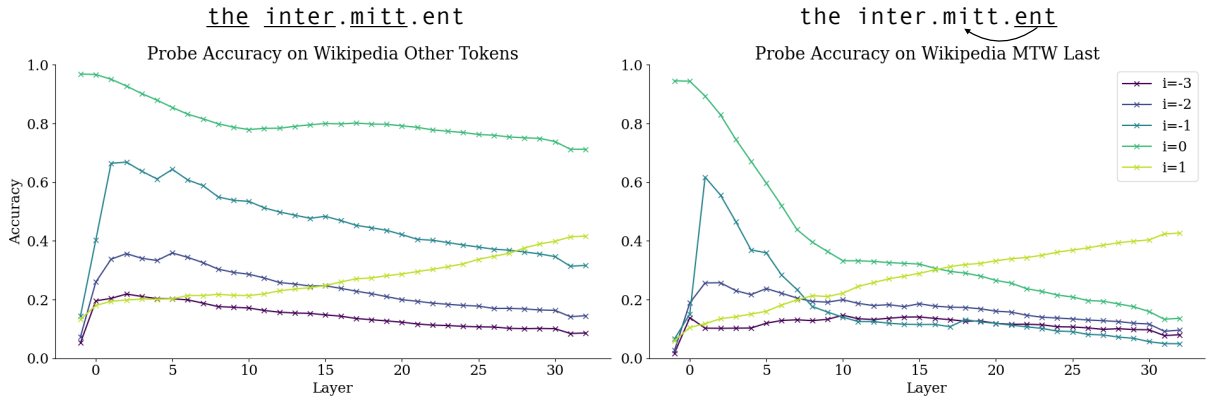 the inter.mitt.ent
Probe Accuracy on Wikipedia Other Tokens
1.0
0.8
0.6
0.4
0.2
0.0
Accuracy
0 5 10 15 20 25 30
Layer
the inter.mitt.ent
Probe Accuracy on Wikipedia MTW Last
1.0
0.8
0.6
0.4
0.2
0.0
0 5 10 15 20 25 30
Layer
i=-3
i=-2
i=-1
i=0
i=1